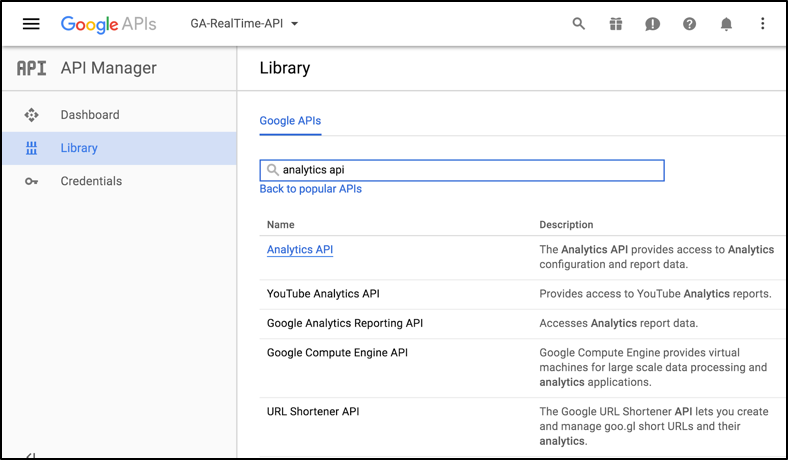 Google APIs
GA-RealTime-API
API
API Manager
Library
Dashboard
Library
Credentials
Google APIs
analytics api
Back to popular APIs
Name
Description
Analytics API
The Analytics API provides access to Analytics
configuration and report data.
YouTube Analytics API
Provides access to YouTube Analytics reports.
Google Analytics Reporting API
Accesses Analytics report data.
Google Compute Engine API
Google Compute Engine provides virtual
machines for large scale data processing and
analytics applications.
URL Shortener API
The Google URL Shortener API lets you create
and manage goo.gl short URLs and their
analytics.